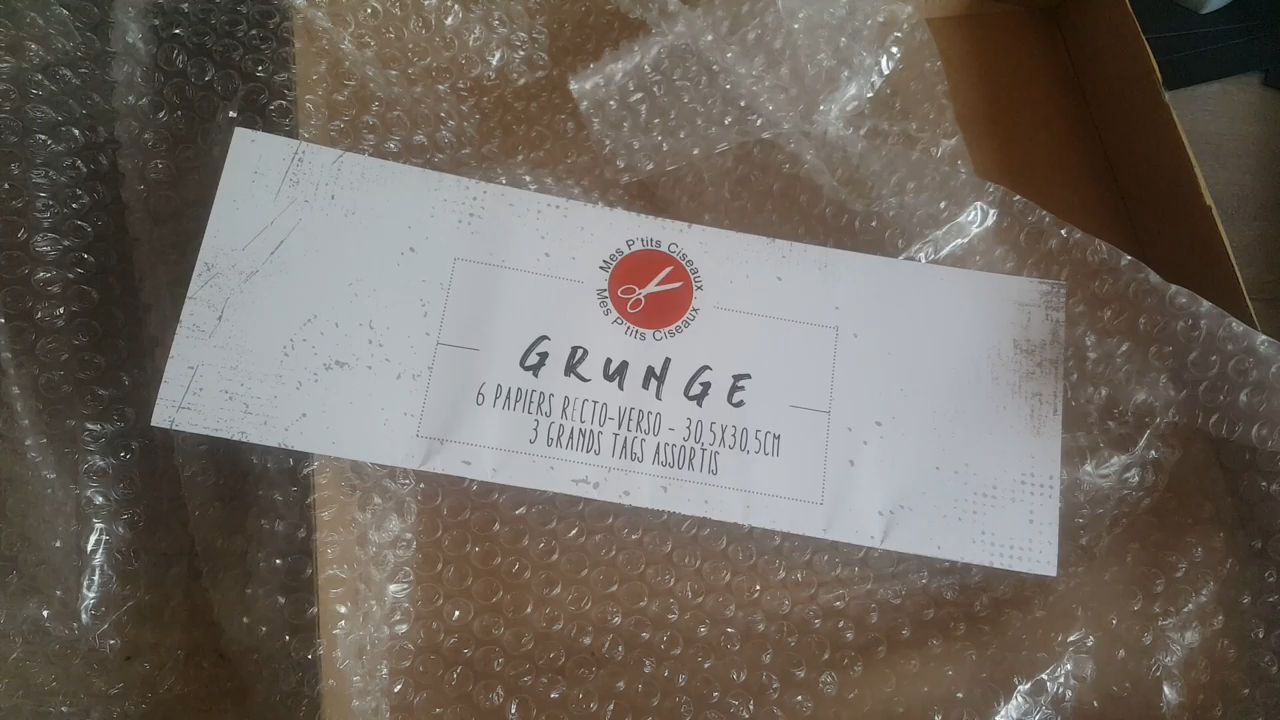 Mes P'tits Ciseaux
Mes P'tits Ciseaux
GRUNGE
6 PAPIERS RECTO-VERSO - 30,5X30,5CM
3 GRANDS TAGS ASSORTIS